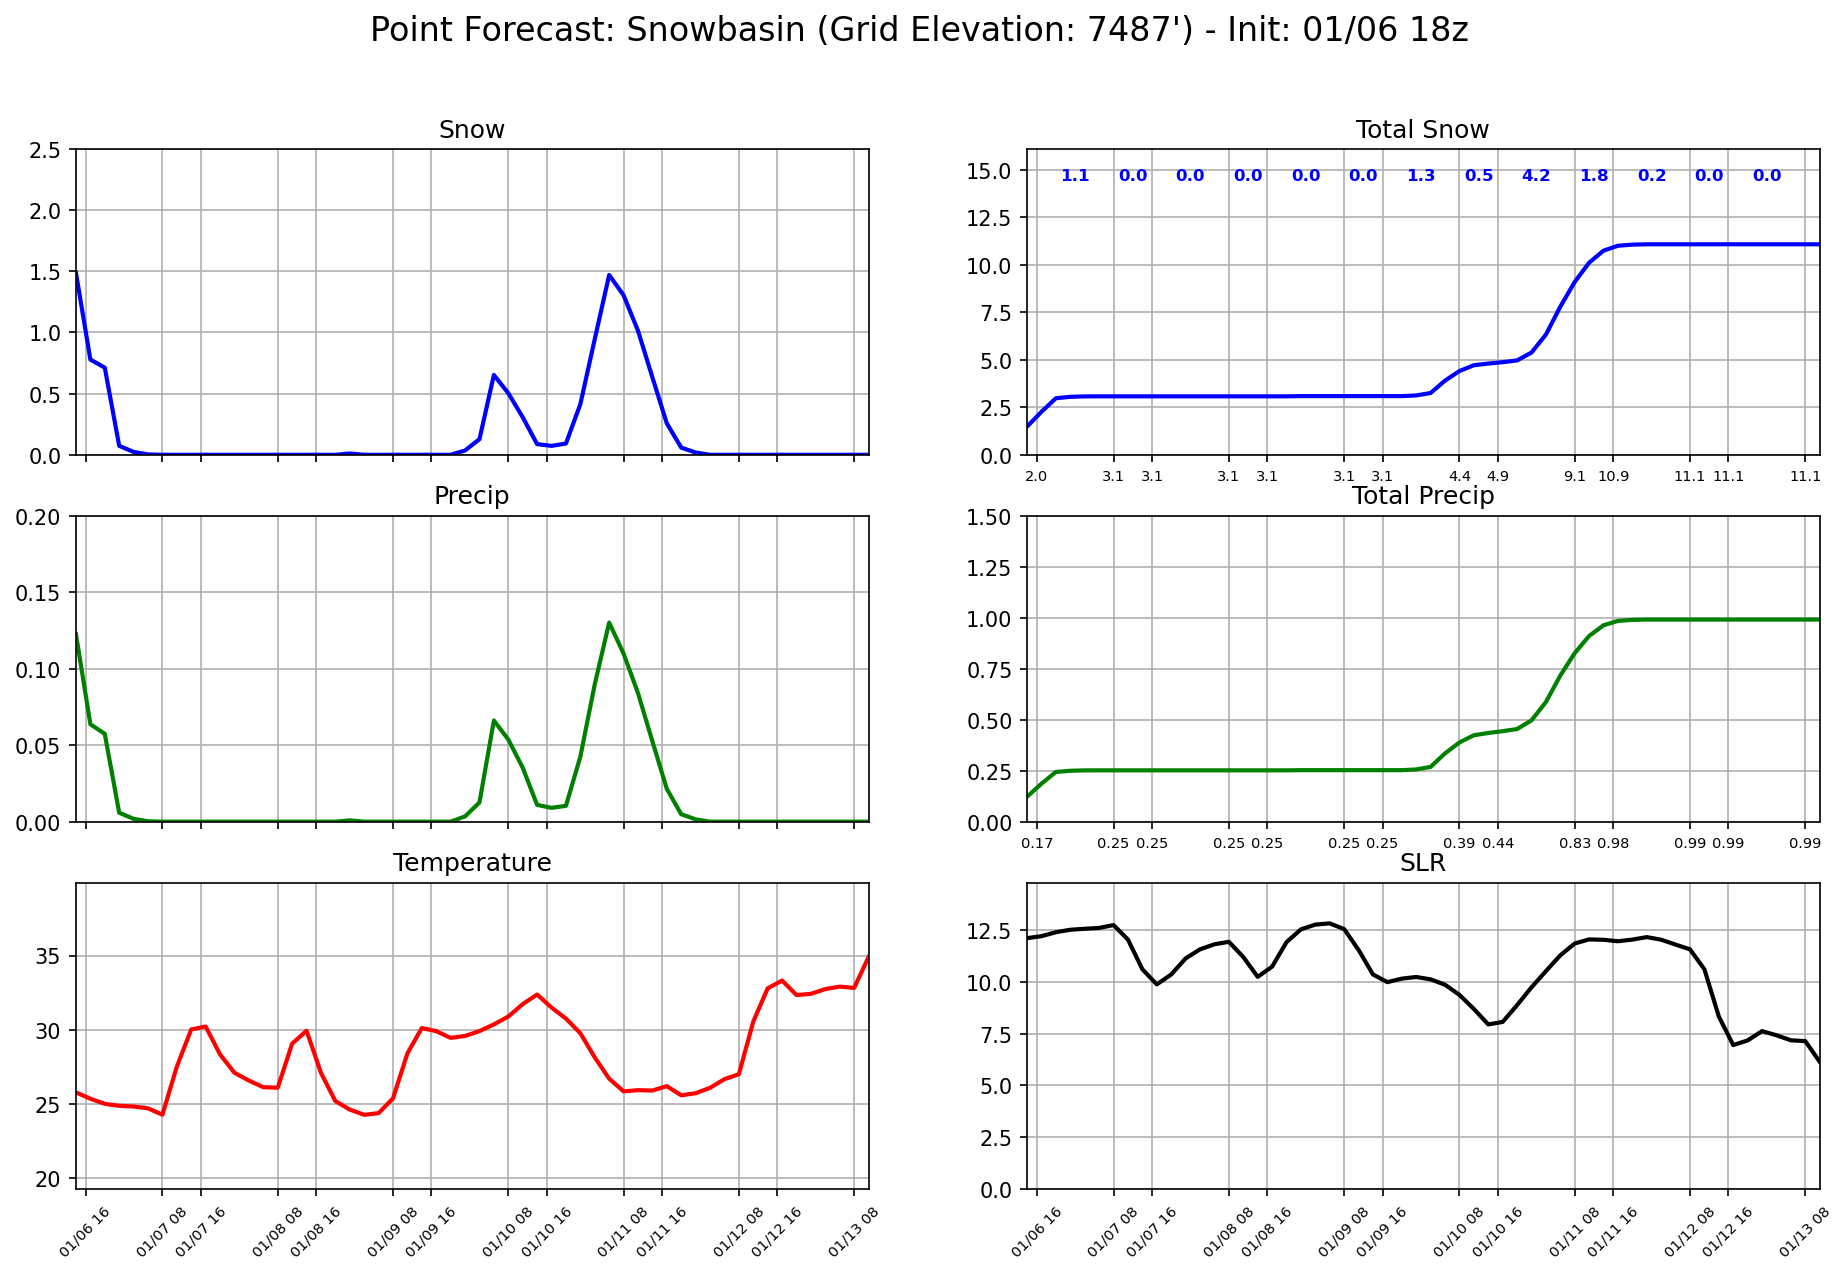 Point Forecast: Snowbasin (Grid Elevation: 7487') - Init: 01/06 18z
Snow
2.5
2.0
1.5
1.0
0.5
0.0
Total Snow
15.0
12.5
10.0
7.5
5.0
2.5
0.0
1.1 0.0 0.0 0.0 0.0 0.0 1.3 0.5 4.2 1.8 0.2 0.0 0.0
2.0 3.1 3.1 3.1 3.1 3.1 3.1 4.4 4.9 9.1 10.9 11.1 11.1 11.1
Precip
0.20
0.15
0.10
0.05
0.00
Total Precip
1.50
1.25
1.00
0.75
0.50
0.25
0.00
0.17 0.25 0.25 0.25 0.25 0.25 0.25 0.39 0.44 0.83 0.98 0.99 0.99 0.99
Temperature
35
30
25
20
01/06 16 01/07 08 01/07 16 01/08 08 01/08 16 01/09 08 01/09 16 01/10 08 01/10 16 01/11 08 01/11 16 01/12 08 01/12 16 01/13 08
SLR
12.5
10.0
7.5
5.0
2.5
0.0
01/06 16 01/07 08 01/07 16 01/08 08 01/08 16 01/09 08 01/09 16 01/10 08 01/10 16 01/11 08 01/11 16 01/12 08 01/12 16 01/13 08